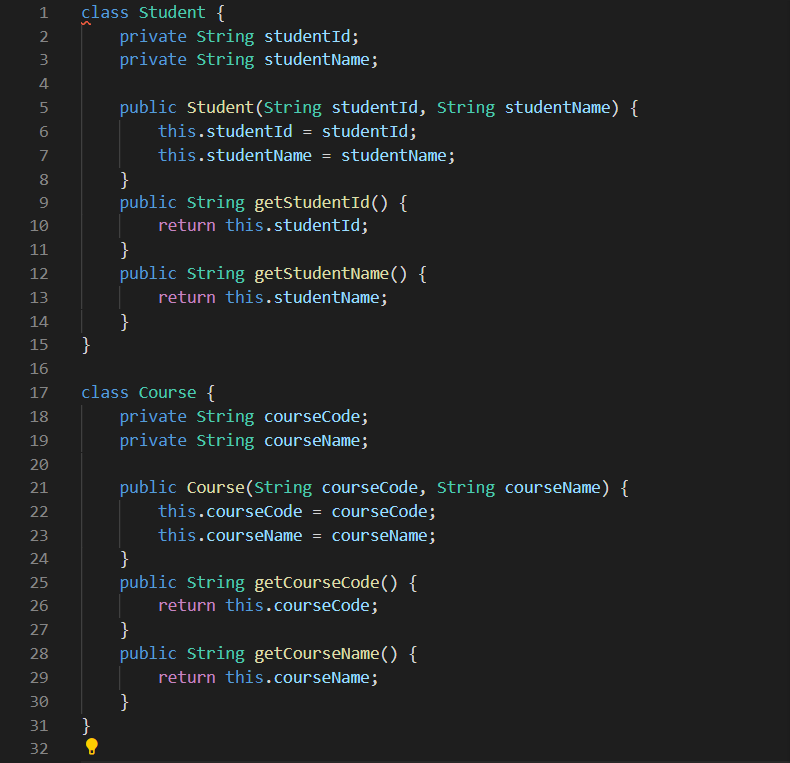 1 class Student {
2     private String studentId;
3     private String studentName;
4
5     public Student(String studentId, String studentName) {
6         this.studentId = studentId;
7         this.studentName = studentName;
8     }
9     public String getStudentId() {
10         return this.studentId;
11     }
12     public String getStudentName() {
13         return this.studentName;
14     }
15 }
16
17 class Course {
18     private String courseCode;
19     private String courseName;
20
21     public Course(String courseCode, String courseName) {
22         this.courseCode = courseCode;
23         this.courseName = courseName;
24     }
25     public String getCourseCode() {
26         return this.courseCode;
27     }
28     public String getCourseName() {
29         return this.courseName;
30     }
31 }
32